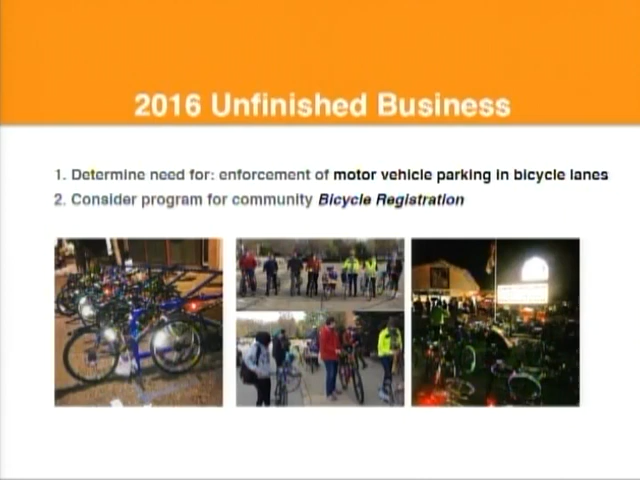 2016 Unfinished Business
1. Determine need for: enforcement of motor vehicle parking in bicycle lanes
2. Consider program for community Bicycle Registration